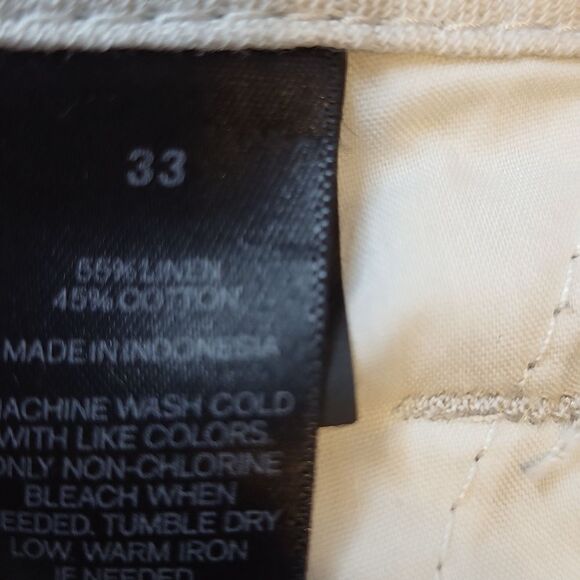 33
55% LINEN
45% COTTON
MADE IN INDONESIA
MACHINE WASH COLD
WITH LIKE COLORS.
ONLY NON-CHLORINE
BLEACH WHEN
NEEDED. TUMBLE DRY
LOW. WARM IRON
IF NEEDED